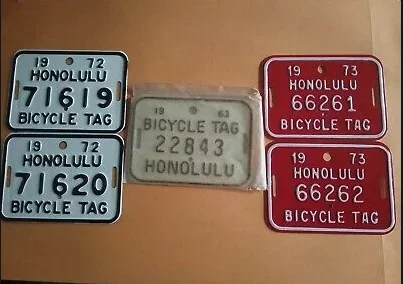 19 72
HONOLULU
71619
BICYCLE TAG
19 72
HONOLULU
71620
BICYCLE TAG
19 63
BICYCLE TAG
22843
HONOLULU
19 73
HONOLULU
66261
BICYCLE TAG
19 73
HONOLULU
66262
BICYCLE TAG